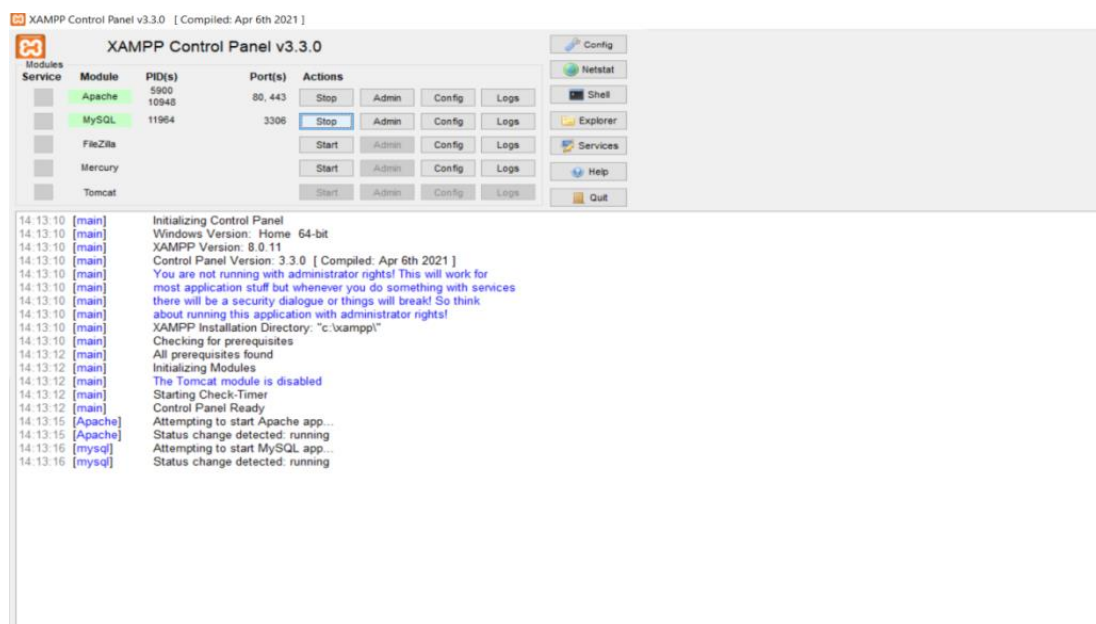 XAMPP Control Panel v3.3.0 [ Compiled: Apr 6th 2021 ]
XAMPP Control Panel v3.3.0
Config
Modules
Netstat
Service Module PID(s) Port(s) Actions
Apache 5900 10948 80, 443 Stop Admin Config Logs
Shell
MySQL 11964 3306 Stop Admin Config Logs
Explorer
FileZilla Start Admin Config Logs
Services
Mercury Start Admin Config Logs
Help
Tomcat Start Admin Config Logs
Quit
14:13:10 [main] Initializing Control Panel
14:13:10 [main] Windows Version: Home 64-bit
14:13:10 [main] XAMPP Version: 8.0.11
14:13:10 [main] Control Panel Version: 3.3.0 [ Compiled: Apr 6th 2021 ]
14:13:10 [main] You are not running with administrator rights! This will work for
14:13:10 [main] most application stuff but whenever you do something with services
14:13:10 [main] there will be a security dialogue or things will break! So think
14:13:10 [main] about running this application with administrator rights!
14:13:10 [main] XAMPP Installation Directory: "c:\xampp\"
14:13:10 [main] Checking for prerequisites
14:13:12 [main] All prerequisites found
14:13:12 [main] Initializing Modules
14:13:12 [main] The Tomcat module is disabled
14:13:12 [main] Starting Check-Timer
14:13:12 [main] Control Panel Ready
14:13:15 [Apache] Attempting to start Apache app...
14:13:15 [Apache] Status change detected: running
14:13:16 [mysql] Attempting to start MySQL app...
14:13:16 [mysql] Status change detected: running